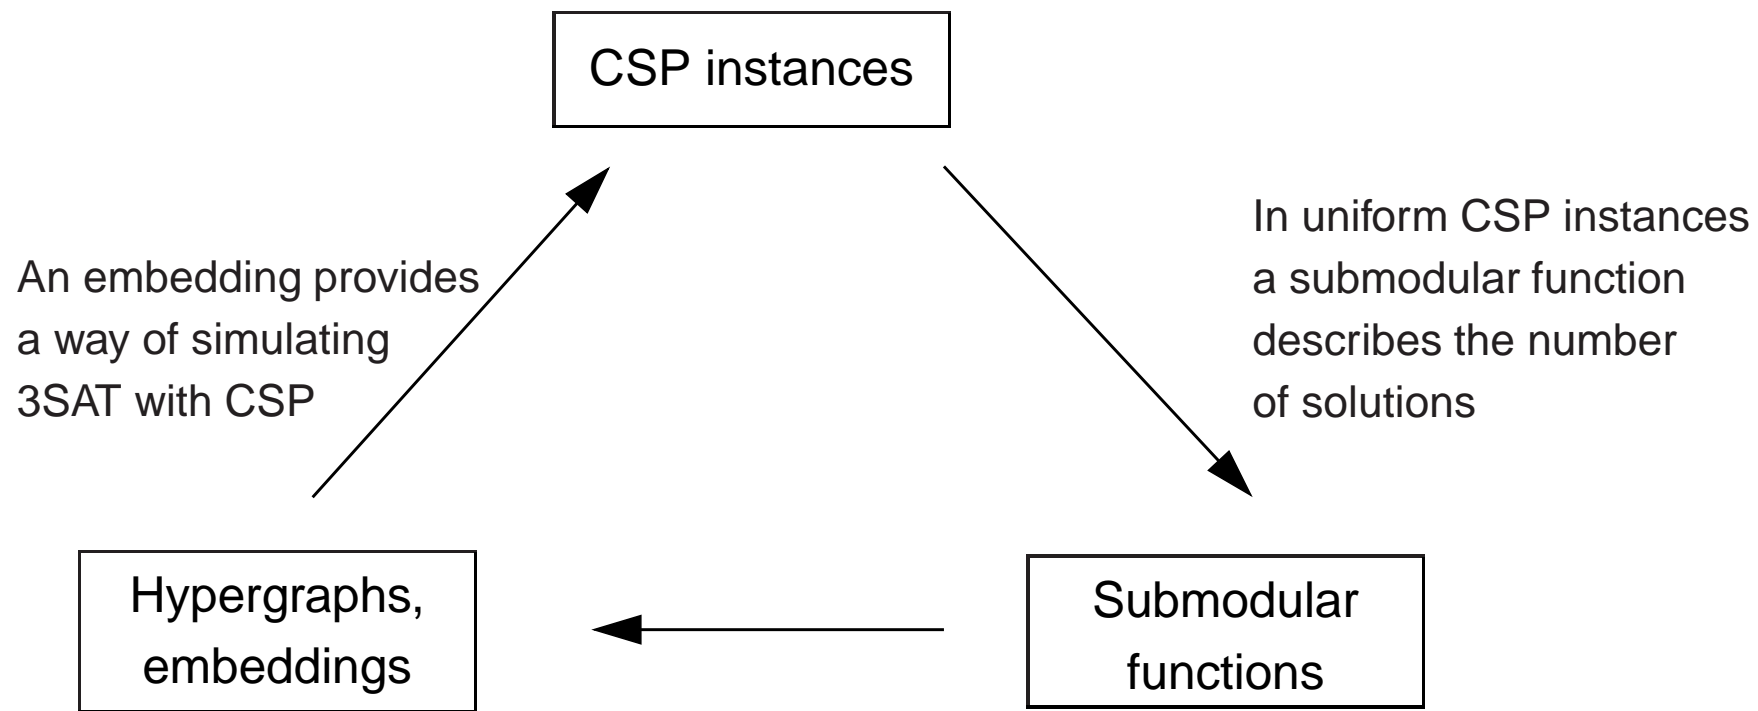 CSP instances
In uniform CSP instances
a submodular function
describes the number
of solutions
An embedding provides
a way of simulating
3SAT with CSP
Hypergraphs,
embeddings
Submodular
functions